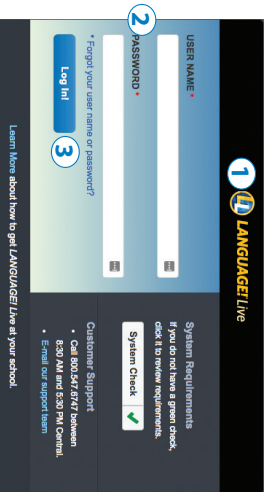 1
LANGUAGE! Live
USER NAME *
2
PASSWORD *
* Forgot your user name or password?
Log In!
3
System Requirements
If you do not have a green check,
click it to review requirements.
System Check
Customer Support
• Call 800.547.6747 between
8:30 AM and 5:30 PM Central.
• E-mail our support team
Learn More about how to get LANGUAGE! Live at your school.